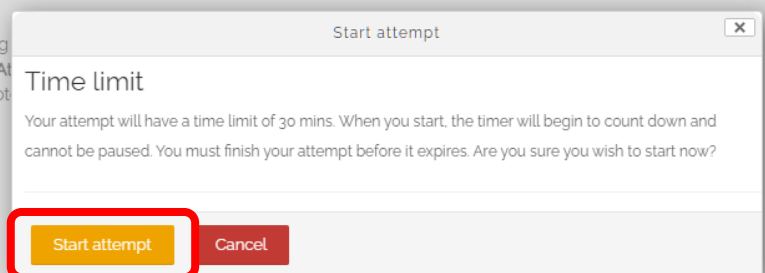 Start attempt
Time limit
Your attempt will have a time limit of 30 mins. When you start, the timer will begin to count down and
cannot be paused. You must finish your attempt before it expires. Are you sure you wish to start now?
Start attempt
Cancel